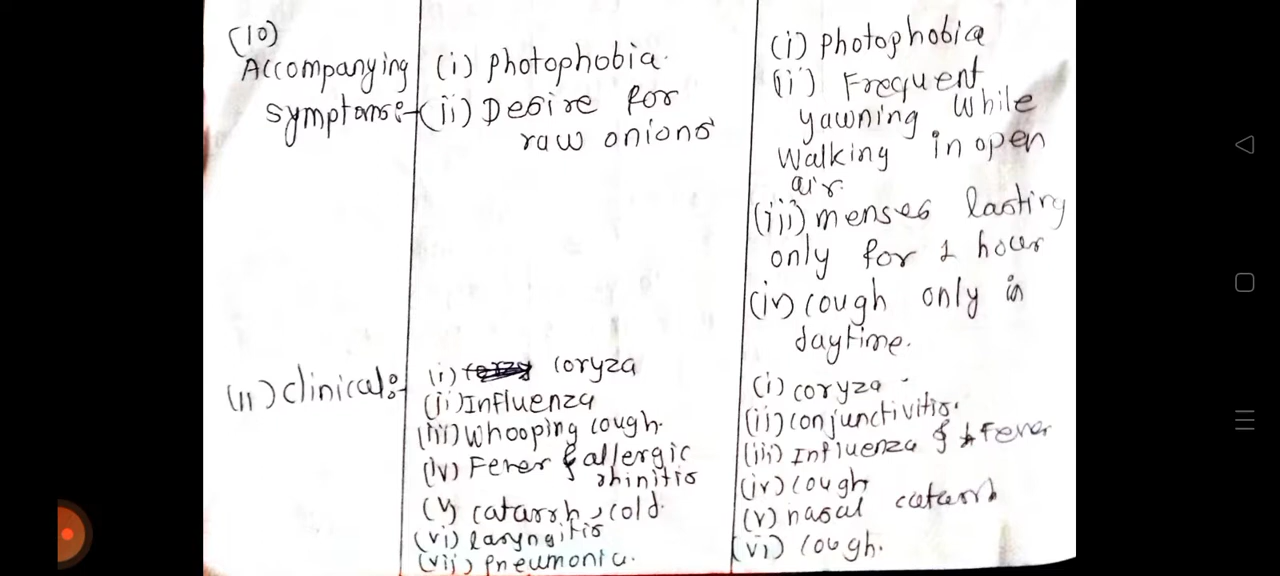 (10)
Accompanying
symptoms:-
(i) photophobia.
(ii) Desire for
raw onions
(i) photophobia
(ii) Frequent
yawning while
walking in open
air.
(iii) menses lasting
only for 1 hour
(iv) cough only in
daytime.
(11) clinical:-
(i) coryza
(ii) Influenza
(iii) Whooping cough.
(iv) Fever & allergic
rhinitis
(v) catarrh, cold.
(vi) laryngitis
(vii) pneumonia.
(i) coryza
(ii) conjunctivitis.
(iii) Influenza & Fever
(iv) cough
(v) nasal catarrh
(vi) cough.